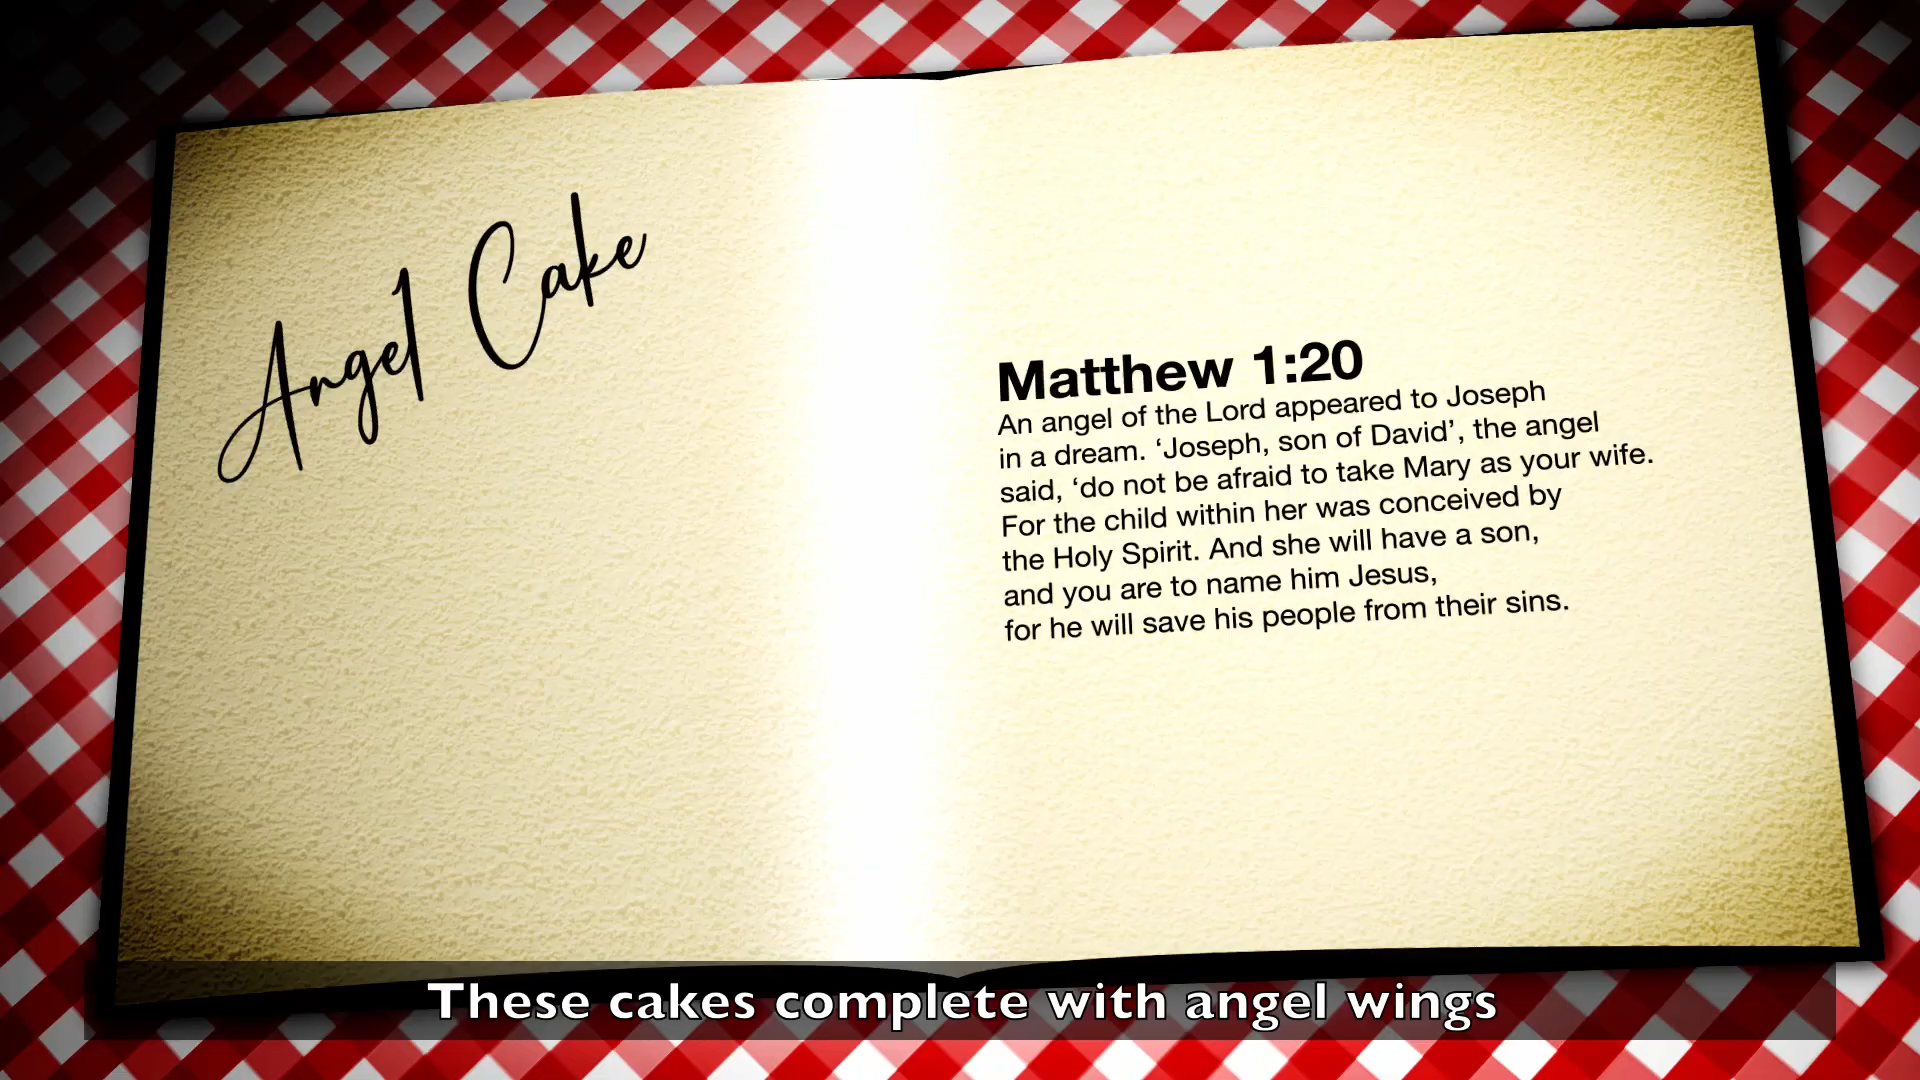 Angel Cake
Matthew 1:20
An angel of the Lord appeared to Joseph
in a dream. ‘Joseph, son of David’, the angel
said, ‘do not be afraid to take Mary as your wife.
For the child within her was conceived by
the Holy Spirit. And she will have a son,
and you are to name him Jesus,
for he will save his people from their sins.
These cakes complete with angel wings